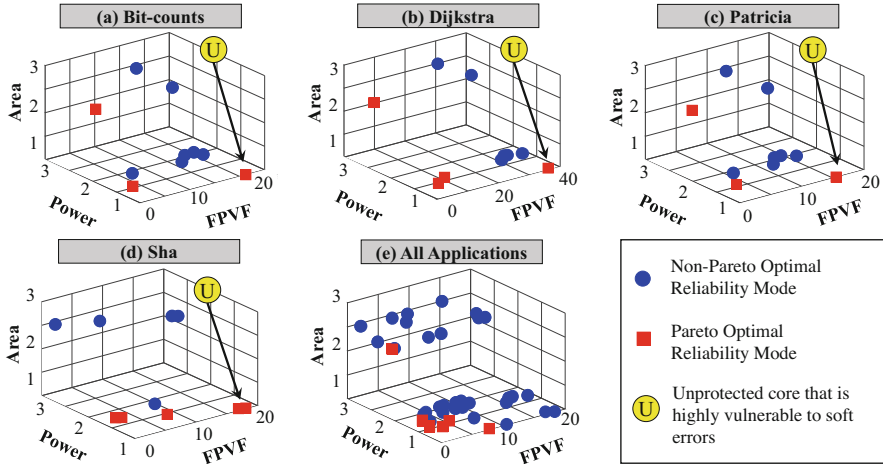 (a) Bit-counts
U
3
2
1
Area
3
2
1
Power
0
10
20
FPVF
(b) Dijkstra
U
3
2
1
Area
3
2
1
Power
0
20
40
FPVF
(c) Patricia
U
3
2
1
Area
3
2
1
Power
0
10
20
FPVF
(d) Sha
U
3
2
1
Area
3
2
1
Power
0
10
20
FPVF
(e) All Applications
3
2
1
Area
3
2
1
Power
0
10
20
FPVF
Non-Pareto Optimal
Reliability Mode
Pareto Optimal
Reliability Mode
U
Unprotected core that is
highly vulnerable to soft
errors